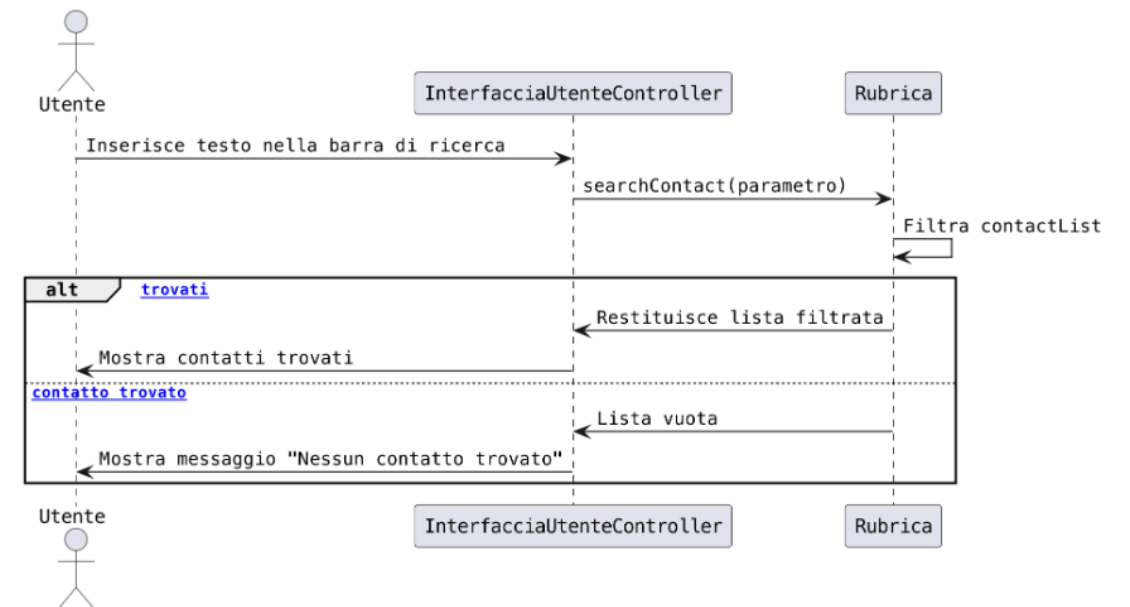 Utente
InterfacciaUtenteController
Rubrica
Inserisce testo nella barra di ricerca
searchContact(parametro)
Filtra contactList
alt
trovati
Restituisce lista filtrata
Mostra contatti trovati
contatto trovato
Lista vuota
Mostra messaggio "Nessun contatto trovato"
Utente
InterfacciaUtenteController
Rubrica